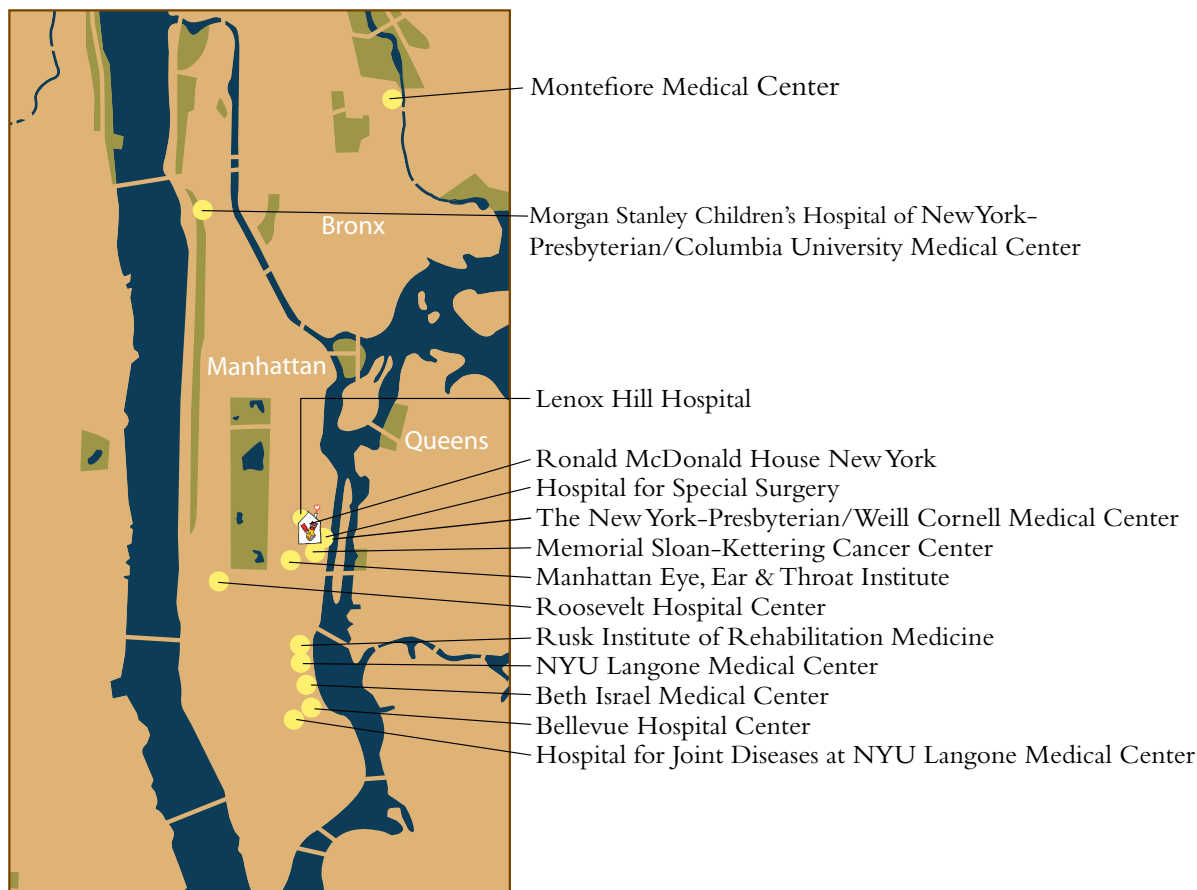 Montefiore Medical Center
Morgan Stanley Children's Hospital of NewYork-
Presbyterian/Columbia University Medical Center
Bronx
Manhattan
Lenox Hill Hospital
Queens
Ronald McDonald House New York
Hospital for Special Surgery
The New York-Presbyterian/Weill Cornell Medical Center
Memorial Sloan-Kettering Cancer Center
Manhattan Eye, Ear & Throat Institute
Roosevelt Hospital Center
Rusk Institute of Rehabilitation Medicine
NYU Langone Medical Center
Beth Israel Medical Center
Bellevue Hospital Center
Hospital for Joint Diseases at NYU Langone Medical Center